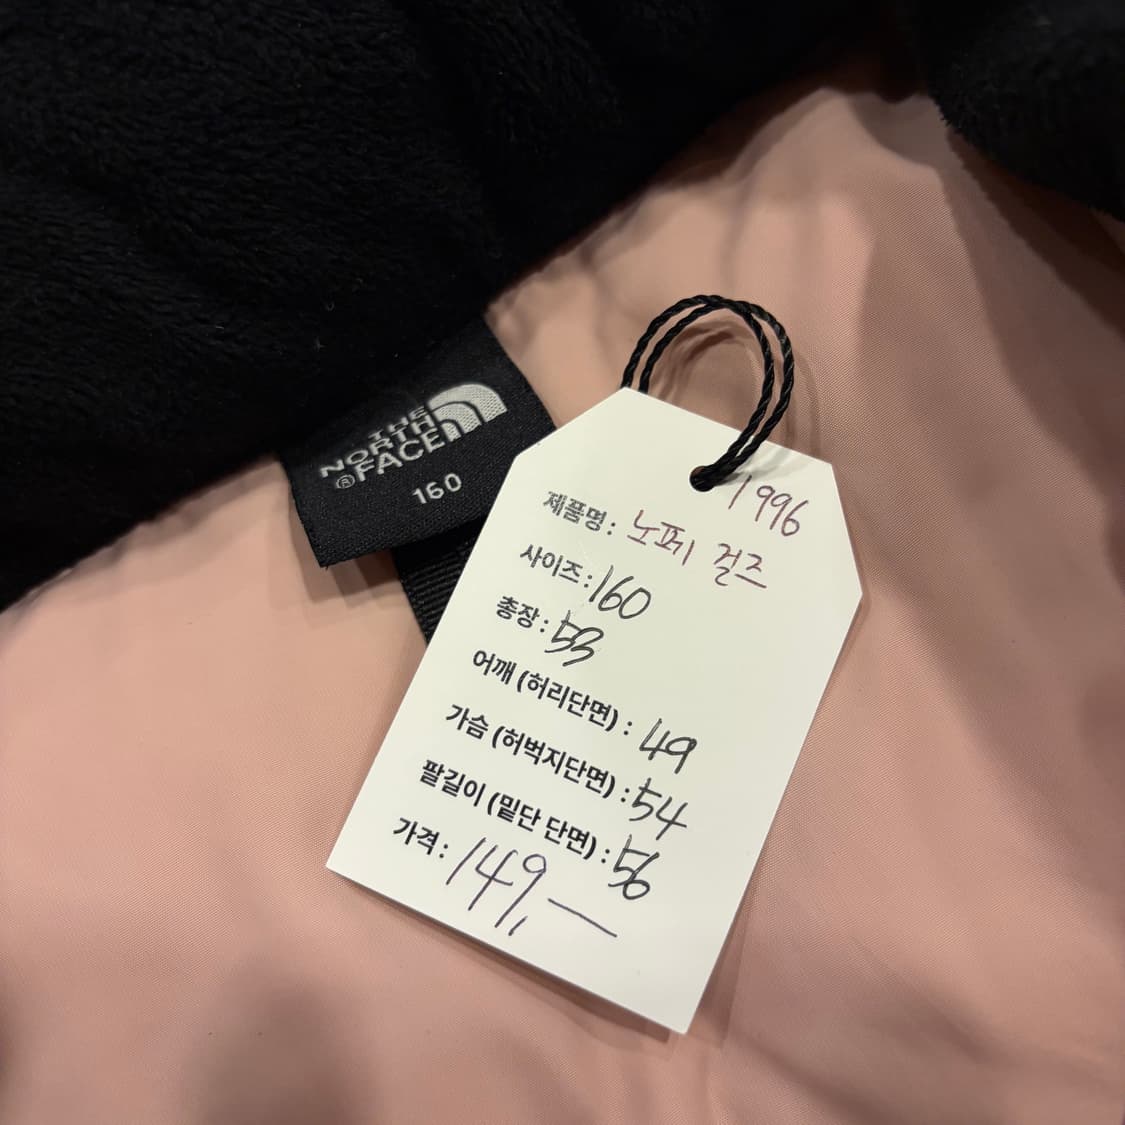 THE
NORTH
FACE
®
160
1996
제품명: 노페 걸즈
사이즈: 160
총장: 53
어깨 (허리단면) : 49
가슴 (허벅지단면) : 54
팔길이 (밑단 단면) : 56
가격: 149,—